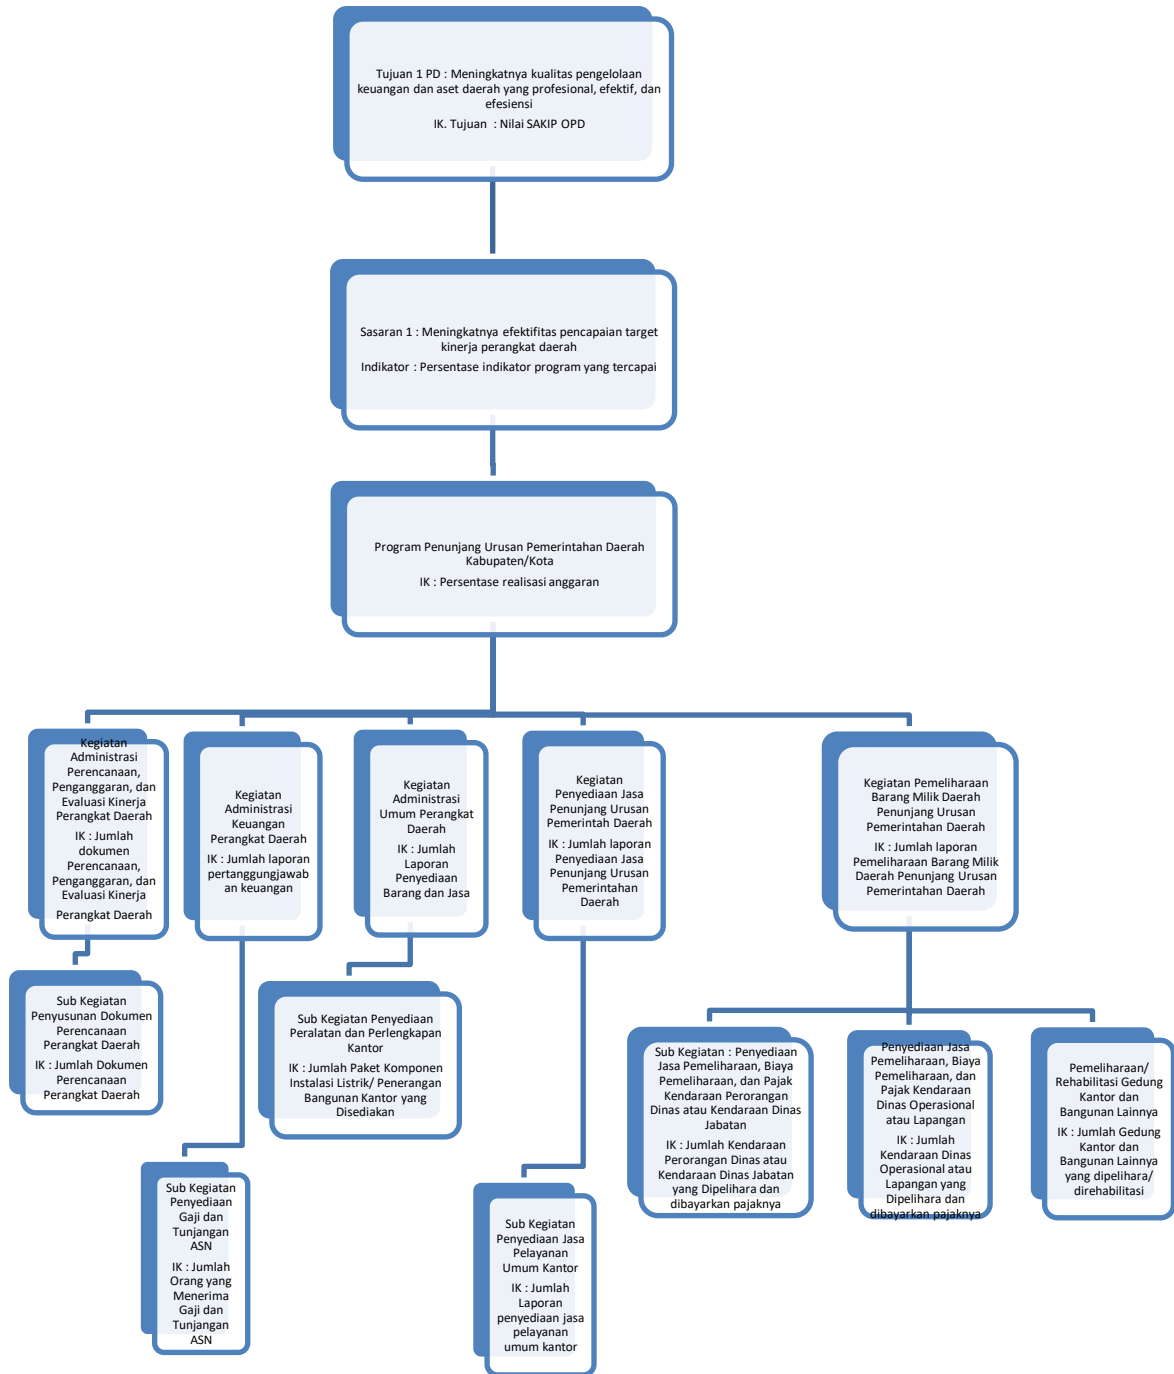 Tujuan 1 PD : Meningkatnya kualitas pengelolaan
keuangan dan aset daerah yang profesional, efektif, dan
efesiensi
IK. Tujuan : Nilai SAKIP OPD
Sasaran 1 : Meningkatnya efektifitas pencapaian target
kinerja perangkat daerah
Indikator : Persentase indikator program yang tercapai
Program Penunjang Urusan Pemerintahan Daerah
Kabupaten/Kota
IK : Persentase realisasi anggaran
Kegiatan
Administrasi
Perencanaan,
Penganggaran, dan
Evaluasi Kinerja
Perangkat Daerah
IK : Jumlah
dokumen
Perencanaan,
Penganggaran, dan
Evaluasi Kinerja
Perangkat Daerah
Kegiatan
Administrasi
Keuangan
Perangkat Daerah
IK : Jumlah laporan
pertanggungjawab
an keuangan
Kegiatan
Administrasi
Umum Perangkat
Daerah
IK : Jumlah
Laporan
Penyediaan
Barang dan Jasa
Kegiatan
Penyediaan Jasa
Penunjang Urusan
Pemerintah Daerah
IK : Jumlah laporan
Penyediaan Jasa
Penunjang Urusan
Pemerintahan
Daerah
Kegiatan Pemeliharaan
Barang Milik Daerah
Penunjang Urusan
Pemerintahan Daerah
IK : Jumlah laporan
Pemeliharaan Barang Milik
Daerah Penunjang Urusan
Pemerintahan Daerah
Sub Kegiatan
Penyusunan Dokumen
Perencanaan
Perangkat Daerah
IK : Jumlah Dokumen
Perencanaan
Perangkat Daerah
Sub Kegiatan Penyediaan
Peralatan dan Perlengkapan
Kantor
IK : Jumlah Paket Komponen
Instalasi Listrik/ Penerangan
Bangunan Kantor yang
Disediakan
Sub Kegiatan : Penyediaan
Jasa Pemeliharaan, Biaya
Pemeliharaan, dan Pajak
Kendaraan Perorangan
Dinas atau Kendaraan Dinas
Jabatan
IK : Jumlah Kendaraan
Perorangan Dinas atau
Kendaraan Dinas Jabatan
yang Dipelihara dan
dibayarkan pajaknya
Penyediaan Jasa
Pemeliharaan, Biaya
Pemeliharaan, dan
Pajak Kendaraan
Dinas Operasional
atau Lapangan
IK : Jumlah
Kendaraan Dinas
Operasional atau
Lapangan yang
Dipelihara dan
dibayarkan pajaknya
Pemeliharaan/
Rehabilitasi Gedung
Kantor dan
Bangunan Lainnya
IK : Jumlah Gedung
Kantor dan
Bangunan Lainnya
yang dipelihara/
direhabilitasi
Sub Kegiatan
Penyediaan
Gaji dan
Tunjangan
ASN
IK : Jumlah
Orang yang
Menerima
Gaji dan
Tunjangan
ASN
Sub Kegiatan
Penyediaan Jasa
Pelayanan
Umum Kantor
IK : Jumlah
Laporan
penyediaan jasa
pelayanan
umum kantor